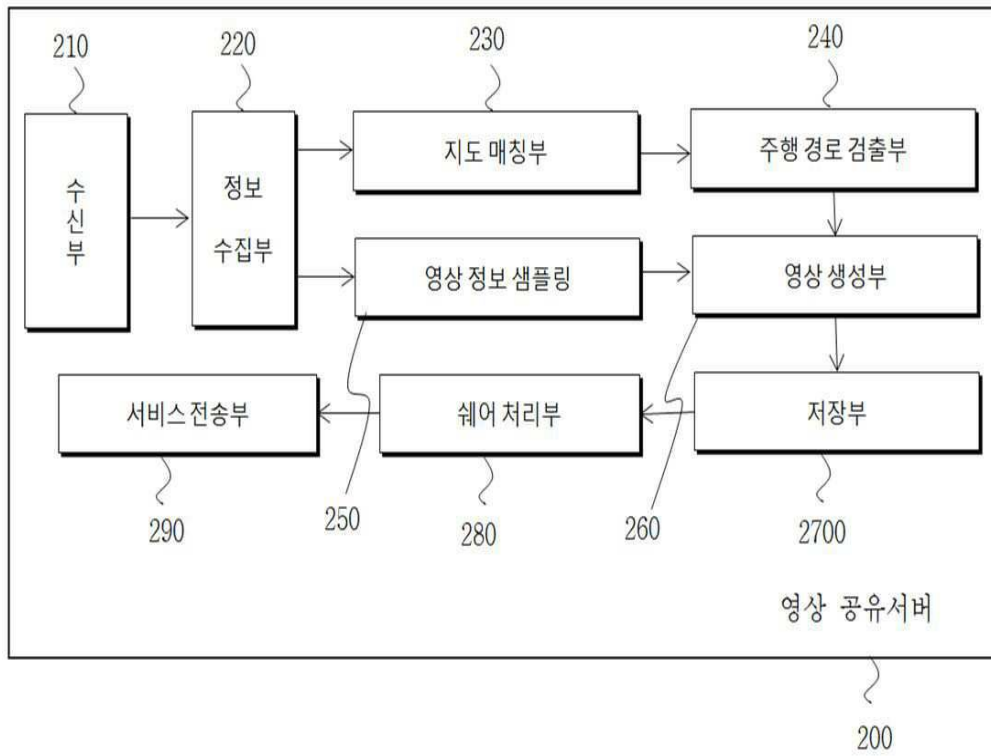 210
220
230
240
수신부
정보
수집부
지도 매칭부
주행 경로 검출부
영상 정보 샘플링
영상 생성부
서비스 전송부
쉐어 처리부
저장부
290
250
280
260
2700
영상 공유서버
200